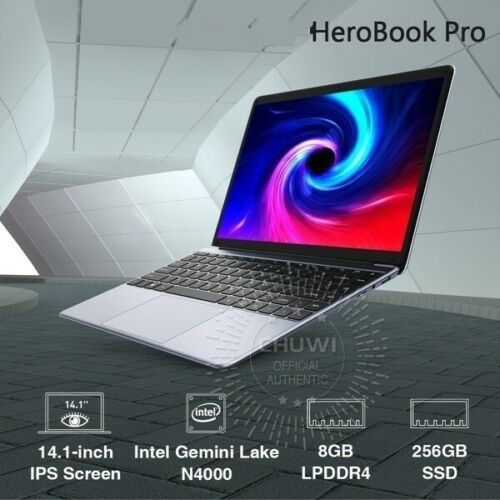 HeroBook Pro
CHUWI
OFFICIAL
AUTHENTIC
14.1''
intel
14.1-inch
IPS Screen
Intel Gemini Lake
N4000
8GB
LPDDR4
256GB
SSD